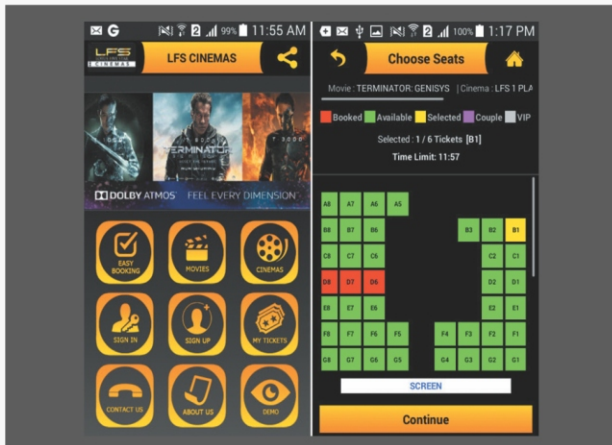 G 2 99% 11:55 AM
LFS
CINEMAS
LFS CINEMAS
TERMINATOR
DOLBY ATMOS FEEL EVERY DIMENSION
EASY
BOOKING
MOVIES
CINEMAS
SIGN IN
SIGN UP
MY TICKETS
CONTACT US
ABOUT US
DEMO
2 100% 1:17 PM
Choose Seats
Movie : TERMINATOR: GENISYS | Cinema : LFS 1 PLA
Booked Available Selected Couple VIP
Selected : 1 / 6 Tickets [B1]
Time Limit: 11:57
A8 A7 A6 A5
B8 B7 B6 B3 B2 B1
C8 C7 C6 C2 C1
D8 D7 D6 D2 D1
E8 E7 E6 E2 E1
F8 F7 F6 F5 F4 F3 F2 F1
G8 G7 G6 G5 G4 G3 G2 G1
SCREEN
Continue